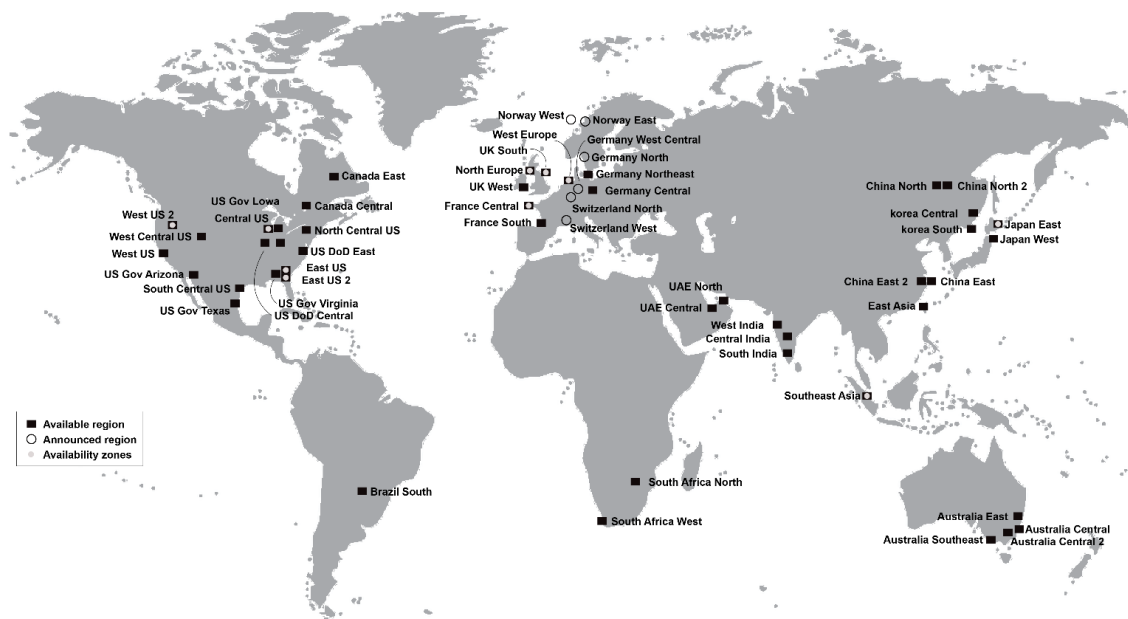 Norway West
Norway East
West Europe
Germany West Central
UK South
Germany North
North Europe
Germany Northeast
UK West
Germany Central
France Central
Switzerland North
France South
Switzerland West
Canada East
US Gov Lowa
Canada Central
West US 2
Central US
North Central US
West Central US
West US
US DoD East
US Gov Arizona
East US
East US 2
South Central US
US Gov Virginia
US Gov Texas
US DoD Central
China North
China North 2
korea Central
Japan East
korea South
Japan West
China East 2
China East
East Asia
UAE North
UAE Central
West India
Central India
South India
Southeast Asia
Available region
Announced region
Availability zones
Brazil South
South Africa North
South Africa West
Australia East
Australia Central
Australia Southeast
Australia Central 2